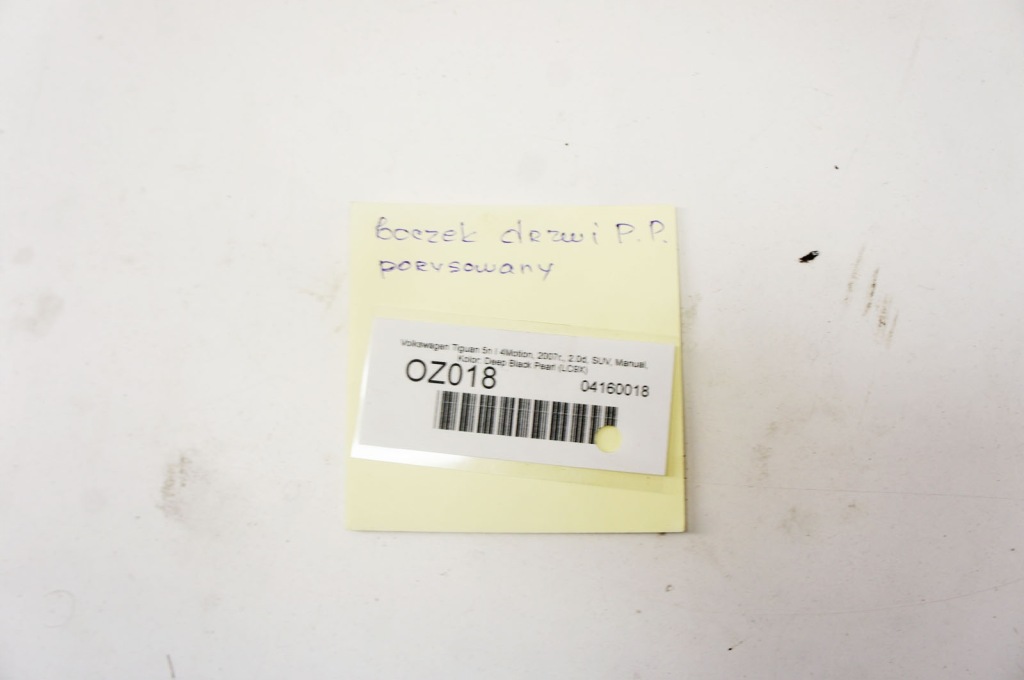 boczek drzwi P.P.
porysowany
Volkswagen Tiguan 5n I 4Motion, 2007r., 2.0d, SUV, Manual,
Kolor: Deep Black Pearl (LC9X)
OZ018 04160018